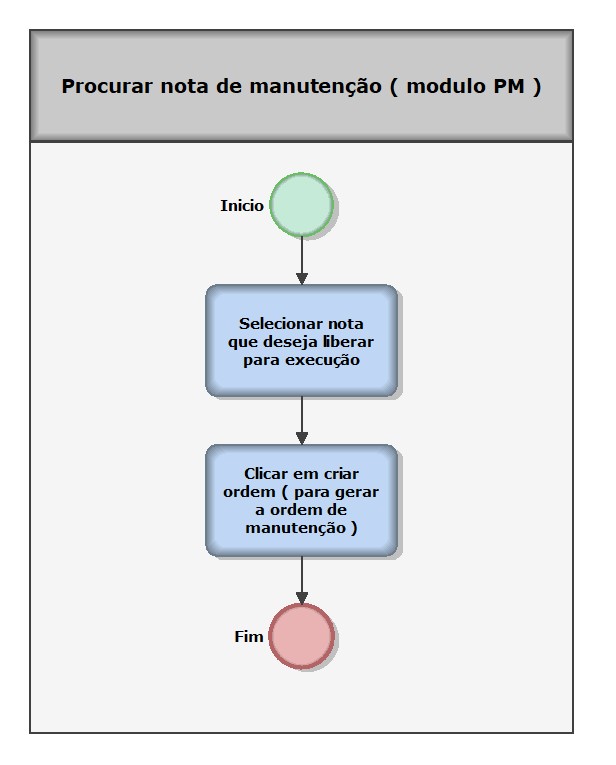 Procurar nota de manutenção ( modulo PM )
Inicio
Selecionar nota
que deseja liberar
para execução
Clicar em criar
ordem ( para gerar
a ordem de
manutenção )
Fim